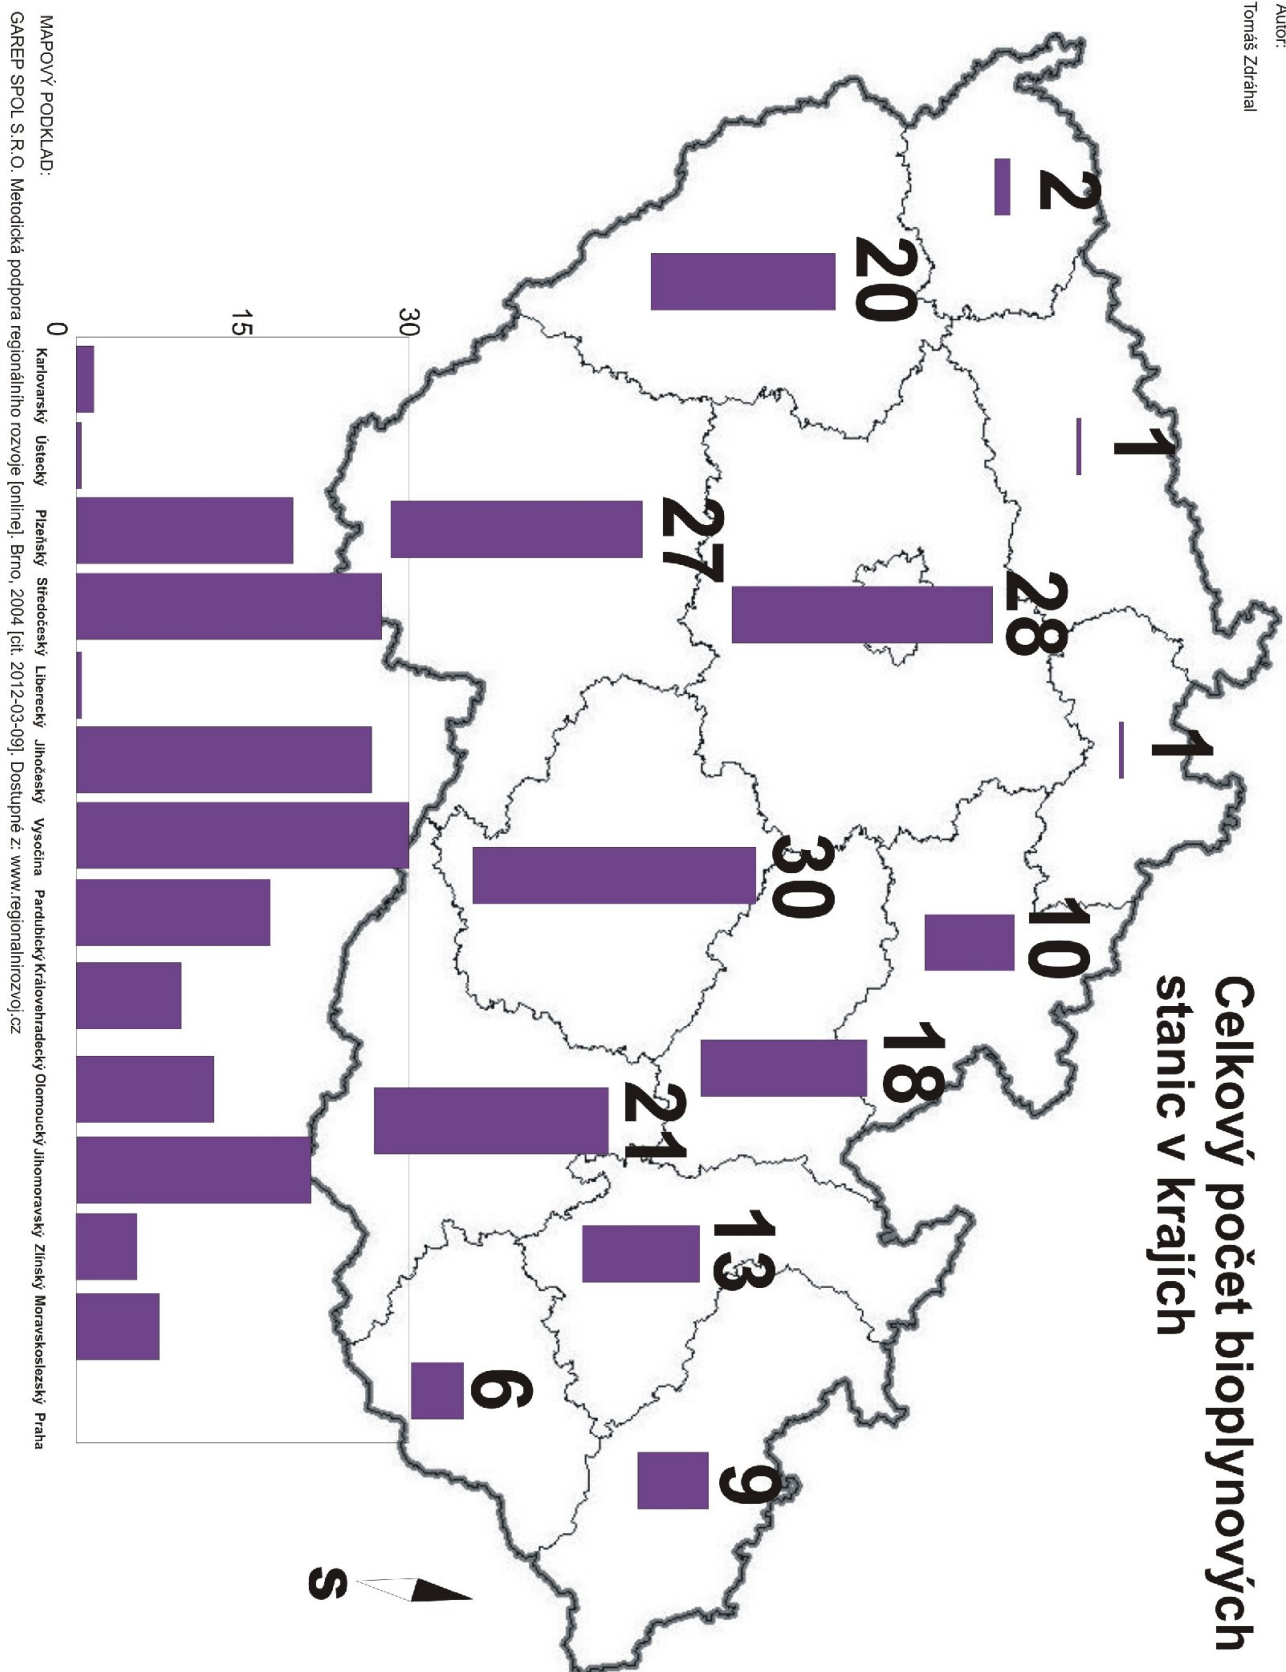 Celkový počet bioplynových
stanic v krajích
Autor:
Tomáš Zdráhal
2
1
1
20
28
10
27
30
18
21
13
6
9
S
30
15
0
Karlovarský Ústecký Plzeňský Středočeský Liberecký Jihočeský Vysočina Pardubický Královehradecký Olomoucký Jihomoravský Zlínský Moravskoslezský Praha
MAPOVÝ PODKLAD:
GAREP SPOL S.R.O. Metodická podpora regionálního rozvoje [online]. Brno, 2004 [cit. 2012-03-09]. Dostupné z: www.regionalnirozvoj.cz